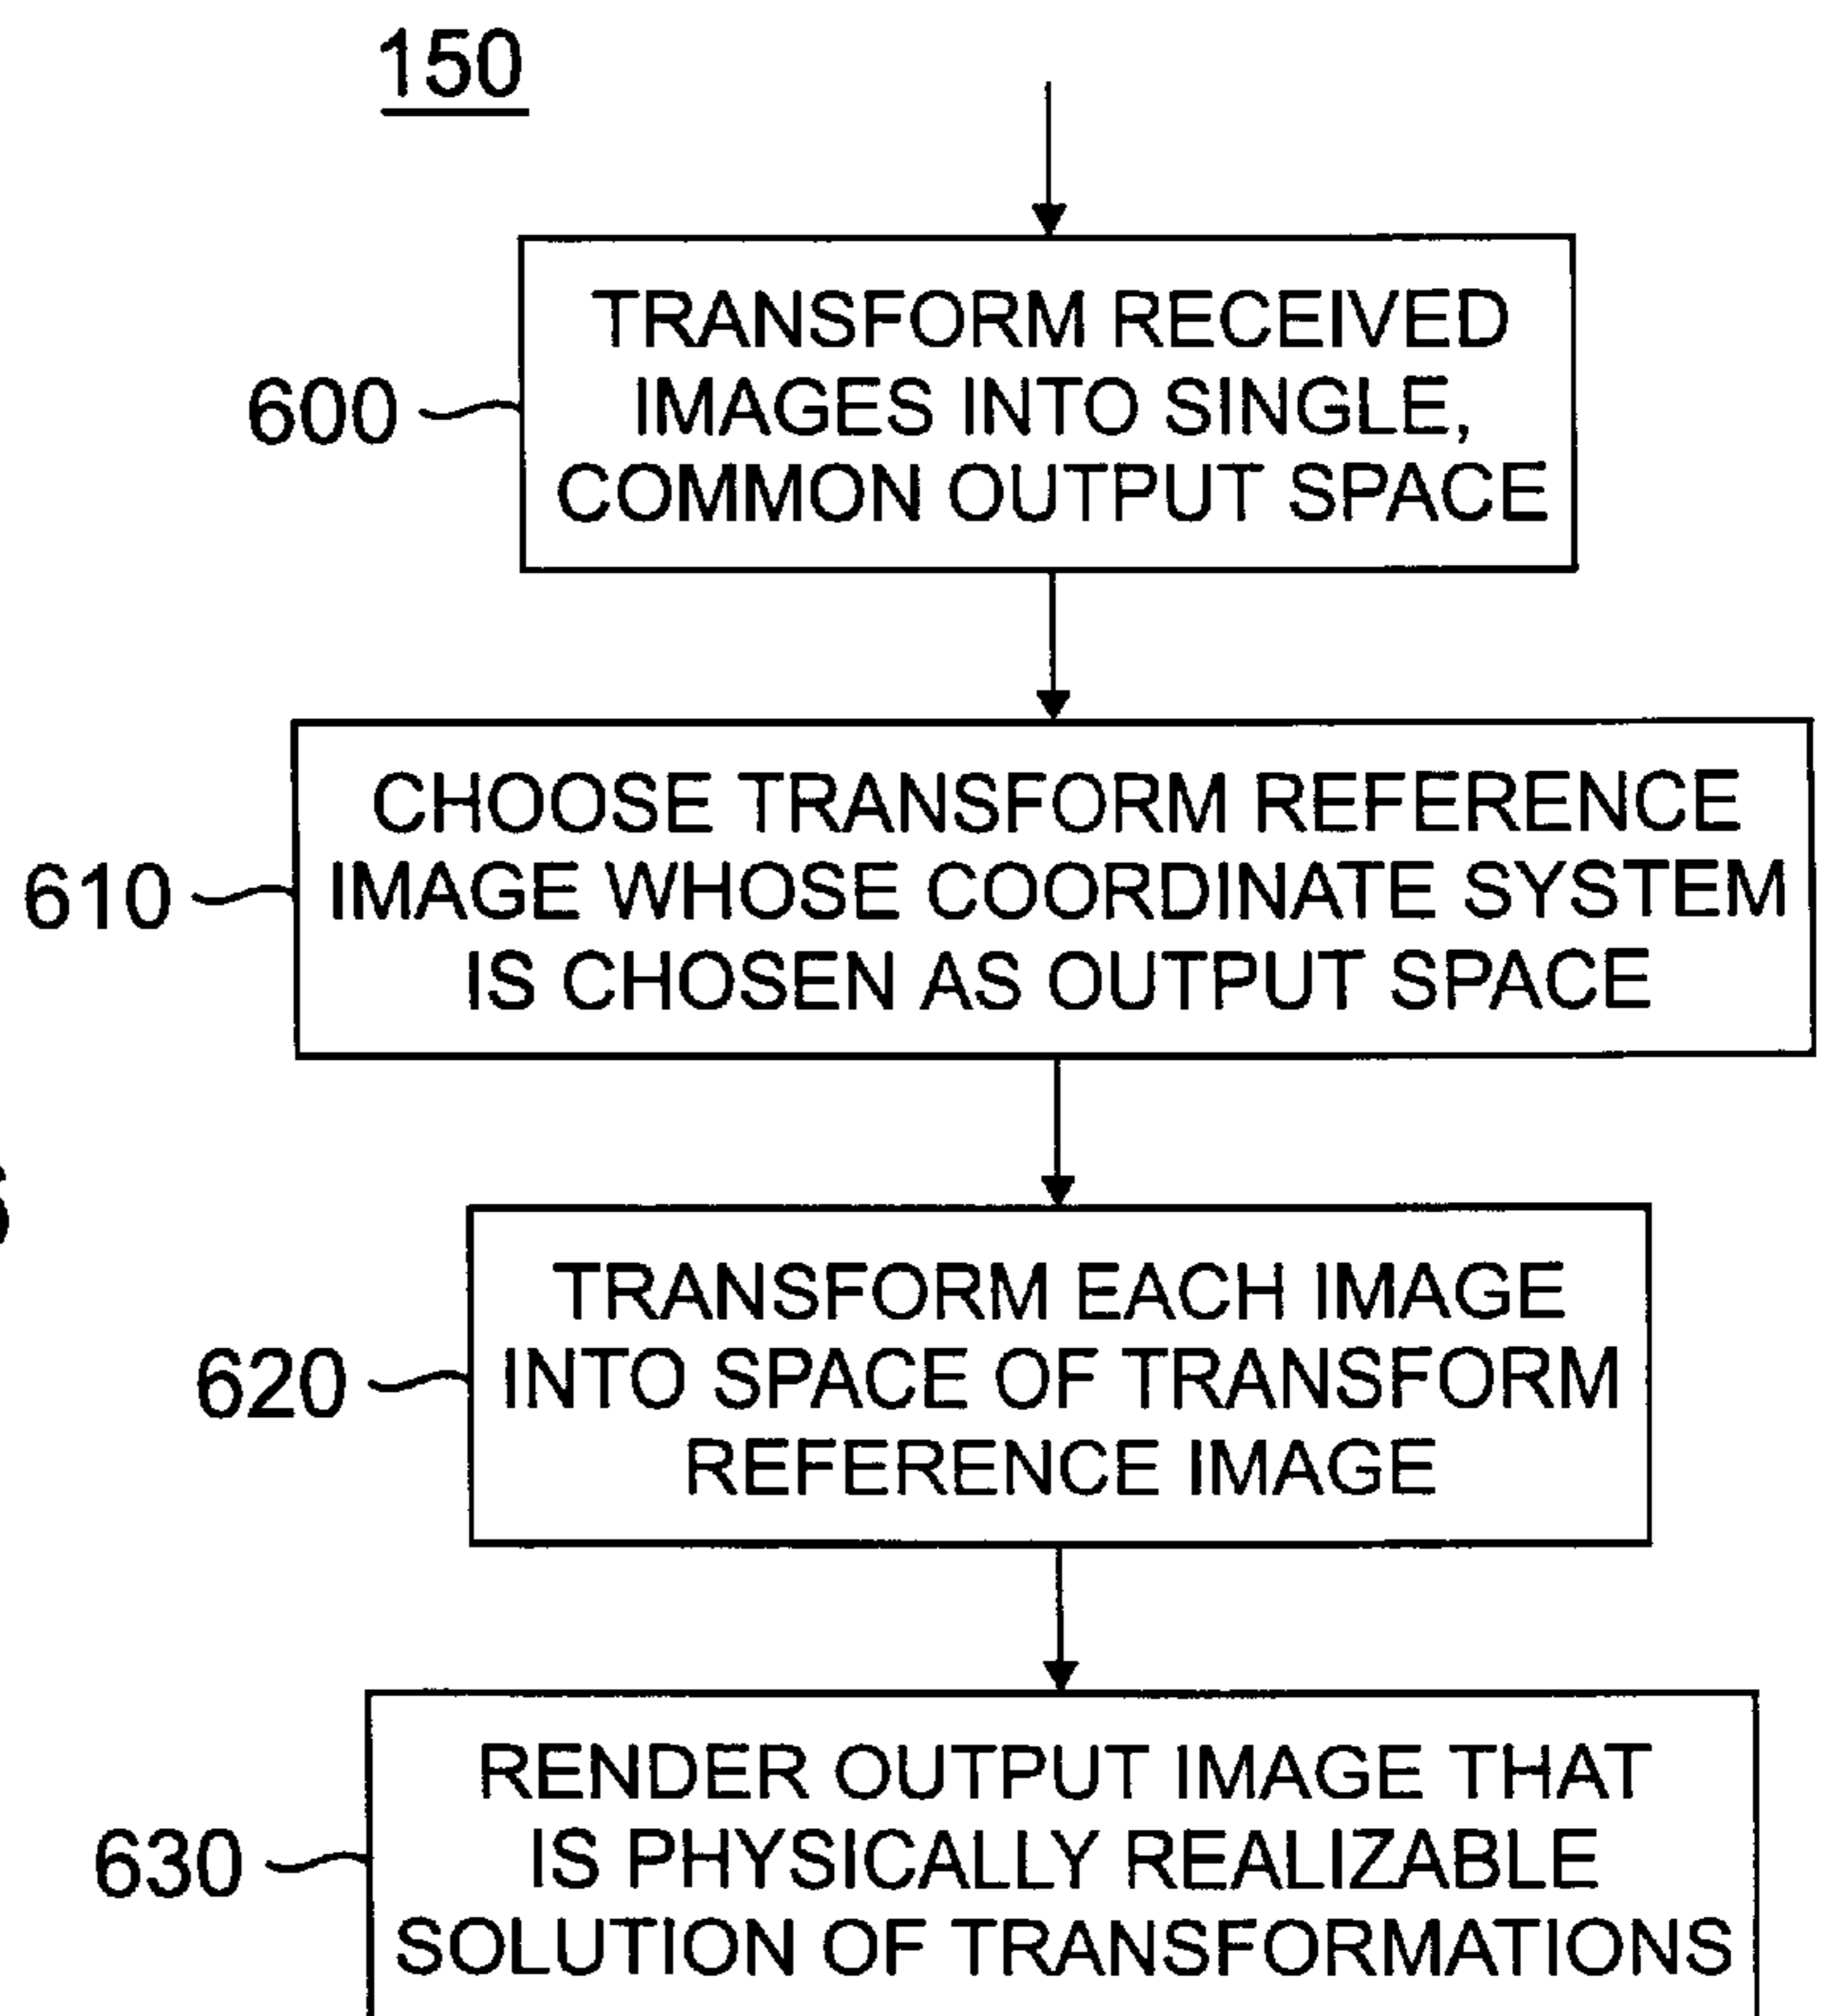 150
TRANSFORM RECEIVED
IMAGES INTO SINGLE,
COMMON OUTPUT SPACE
600
CHOOSE TRANSFORM REFERENCE
IMAGE WHOSE COORDINATE SYSTEM
IS CHOSEN AS OUTPUT SPACE
610
TRANSFORM EACH IMAGE
INTO SPACE OF TRANSFORM
REFERENCE IMAGE
620
RENDER OUTPUT IMAGE THAT
IS PHYSICALLY REALIZABLE
SOLUTION OF TRANSFORMATIONS
630